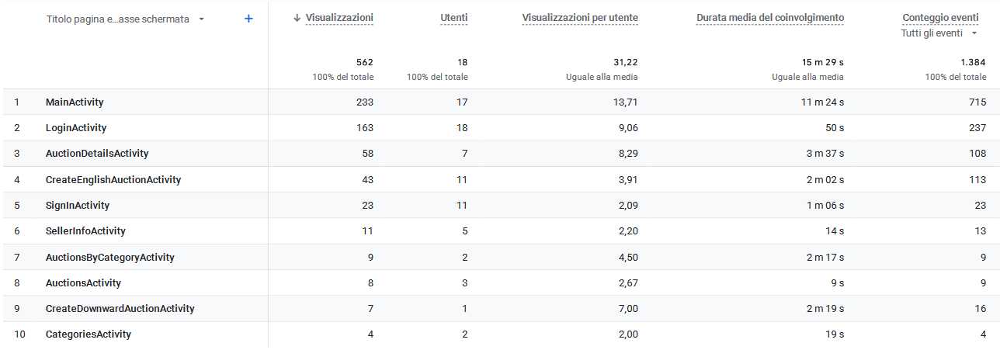 Titolo pagina e...asse schermata Visualizzazioni Utenti Visualizzazioni per utente Durata media del coinvolgimento Conteggio eventi
Tutti gli eventi
562 18 31,22 15 m 29 s 1.384
100% del totale 100% del totale Uguale alla media Uguale alla media 100% del totale
1 MainActivity 233 17 13,71 11 m 24 s 715
2 LoginActivity 163 18 9,06 50 s 237
3 AuctionDetailsActivity 58 7 8,29 3 m 37 s 108
4 CreateEnglishAuctionActivity 43 11 3,91 2 m 02 s 113
5 SignInActivity 23 11 2,09 1 m 06 s 23
6 SellerInfoActivity 11 5 2,20 14 s 13
7 AuctionsByCategoryActivity 9 2 4,50 2 m 17 s 9
8 AuctionsActivity 8 3 2,67 9 s 9
9 CreateDownwardAuctionActivity 7 1 7,00 2 m 19 s 16
10 CategoriesActivity 4 2 2,00 19 s 4